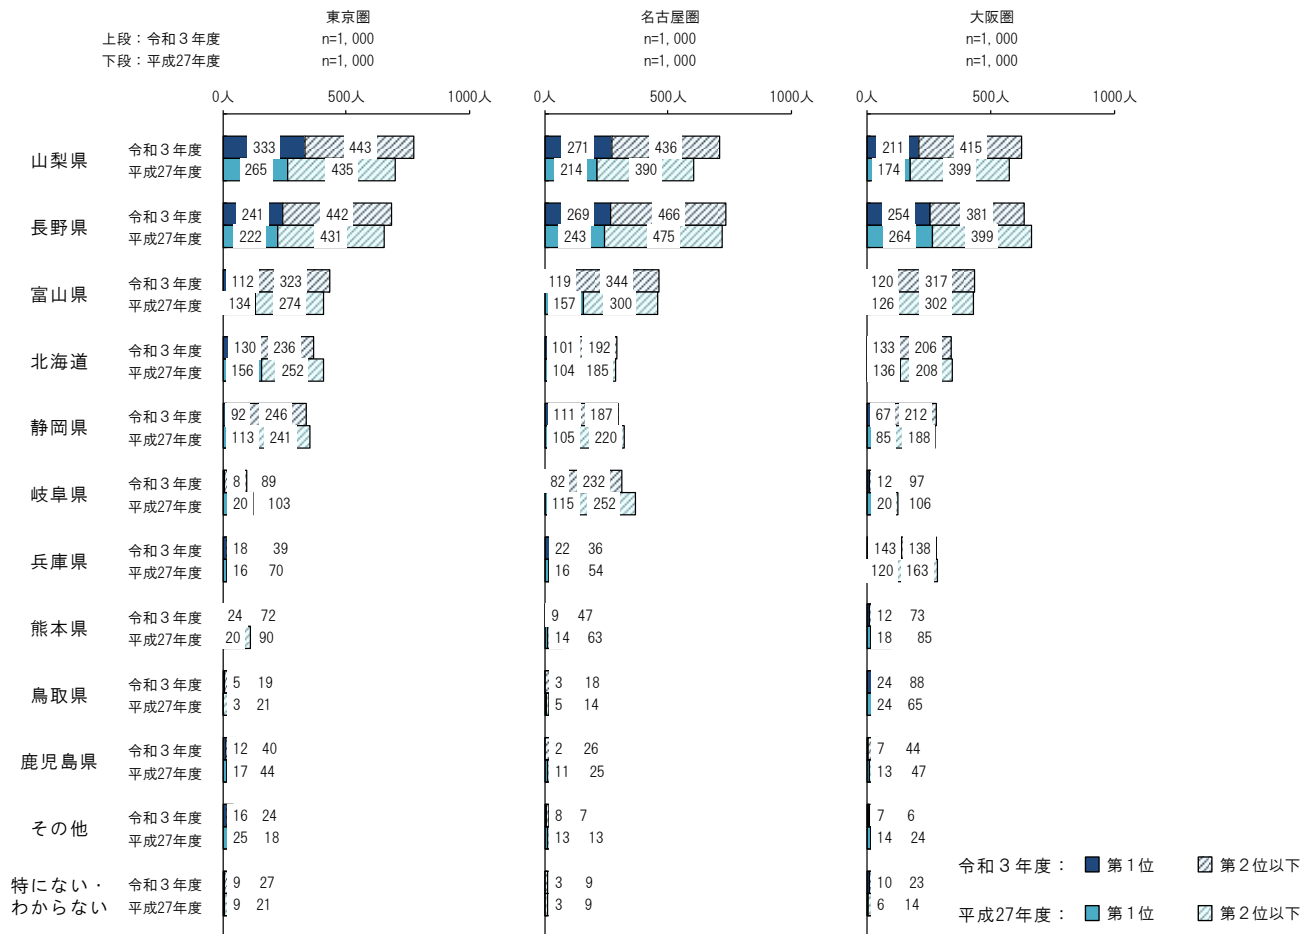 東京圏 名古屋圏 大阪圏
上段：令和３年度 n=1, 000 n=1, 000 n=1, 000
下段：平成27年度 n=1, 000 n=1, 000 n=1, 000
0人 500人 1000人 0人 500人 1000人 0人 500人 1000人
山梨県
令和３年度 333 443 271 436 211 415
平成27年度 265 435 214 390 174 399
長野県
令和３年度 241 442 269 466 254 381
平成27年度 222 431 243 475 264 399
富山県
令和３年度 112 323 119 344 120 317
平成27年度 134 274 157 300 126 302
北海道
令和３年度 130 236 101 192 133 206
平成27年度 156 252 104 185 136 208
静岡県
令和３年度 92 246 111 187 67 212
平成27年度 113 241 105 220 85 188
岐阜県
令和３年度 8 89 82 232 12 97
平成27年度 20 103 115 252 20 106
兵庫県
令和３年度 18 39 22 36 143 138
平成27年度 16 70 16 54 120 163
熊本県
令和３年度 24 72 9 47 12 73
平成27年度 20 90 14 63 18 85
鳥取県
令和３年度 5 19 3 18 24 88
平成27年度 3 21 5 14 24 65
鹿児島県
令和３年度 12 40 2 26 7 44
平成27年度 17 44 11 25 13 47
その他
令和３年度 16 24 8 7 7 6
平成27年度 25 18 13 13 14 24
特にない・
わからない
令和３年度 9 27 3 9 10 23
平成27年度 9 21 3 9 6 14
令和３年度： 第１位 第２位以下
平成27年度： 第１位 第２位以下